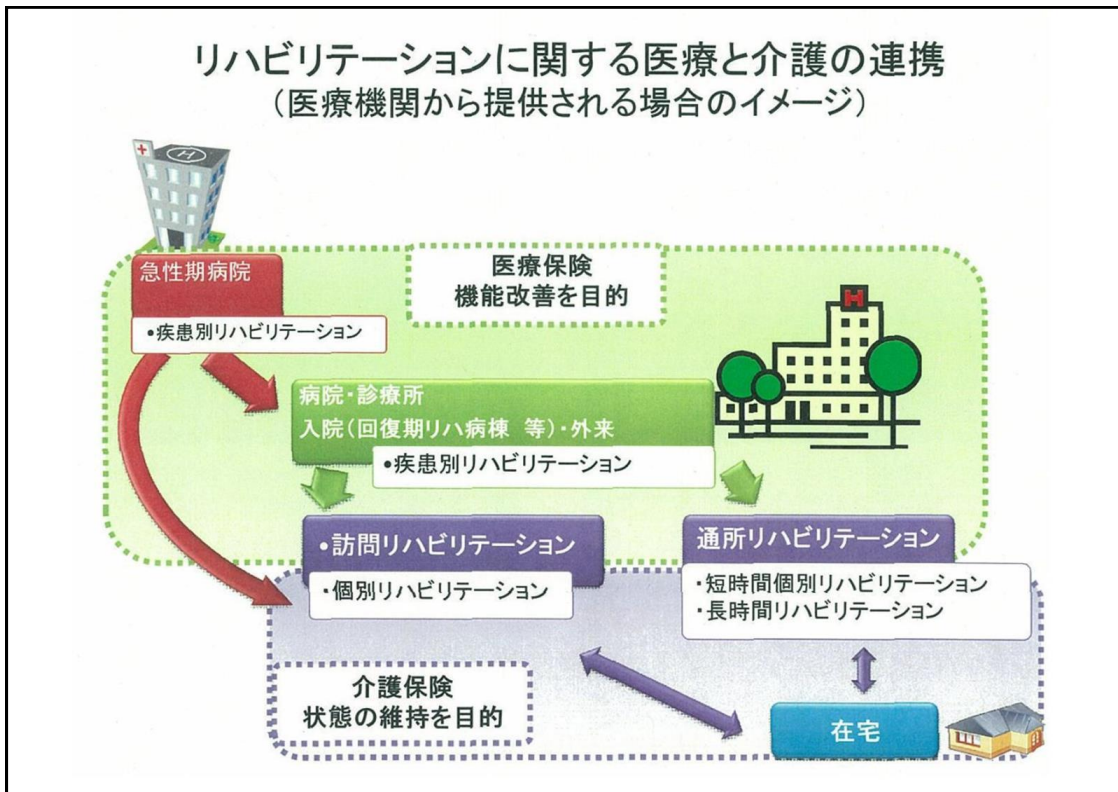 リハビリテーションに関する医療と介護の連携
（医療機関から提供される場合のイメージ）
H
急性期病院
•疾患別リハビリテーション
医療保険
機能改善を目的
H
病院・診療所
入院（回復期リハ病棟 等）・外来
•疾患別リハビリテーション
•訪問リハビリテーション
・個別リハビリテーション
通所リハビリテーション
・短時間個別リハビリテーション
・長時間リハビリテーション
介護保険
状態の維持を目的
在宅